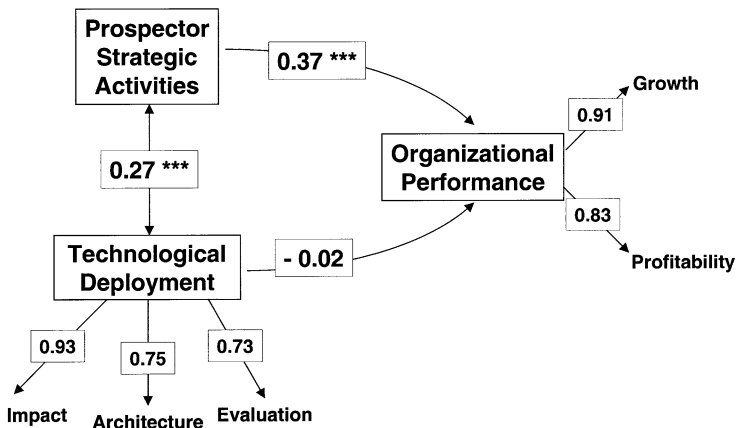 Prospector
Strategic
Activities
0.37 ***
Growth
0.91
Organizational
Performance
0.27 ***
0.83
Technological
Deployment
- 0.02
Profitability
0.93
0.75
0.73
Impact
Architecture
Evaluation